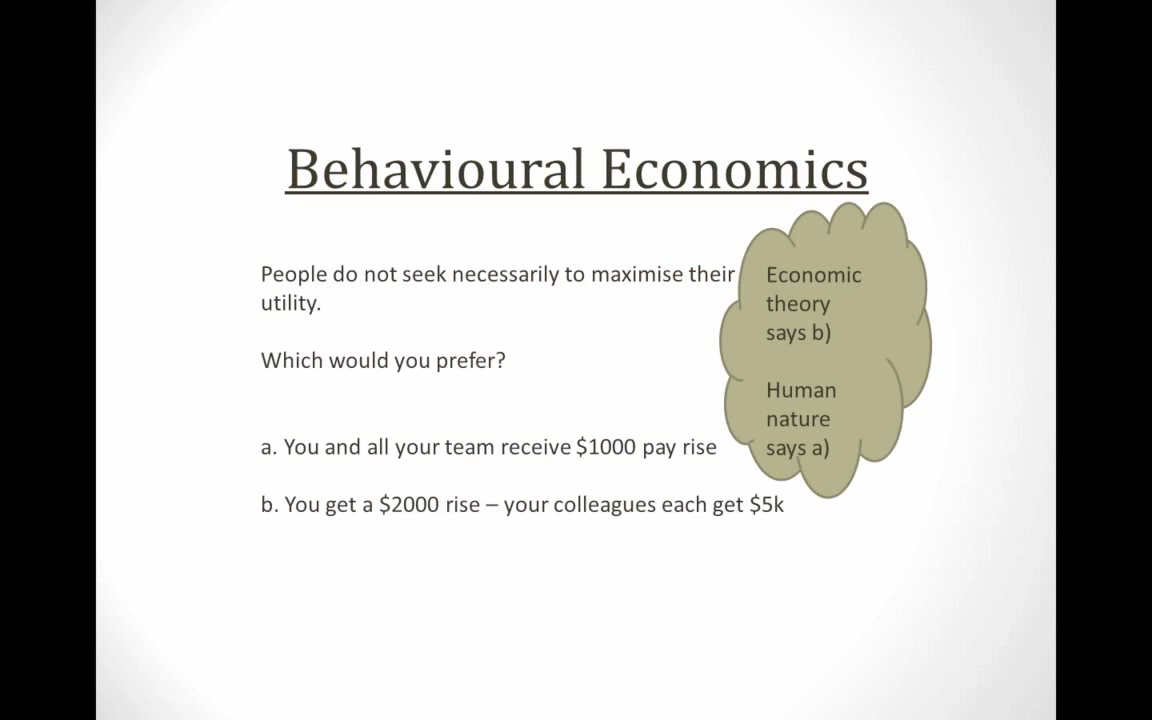 Behavioural Economics
People do not seek necessarily to maximise their
utility.
Which would you prefer?
a. You and all your team receive $1000 pay rise
b. You get a $2000 rise – your colleagues each get $5k
Economic
theory
says b)
Human
nature
says a)